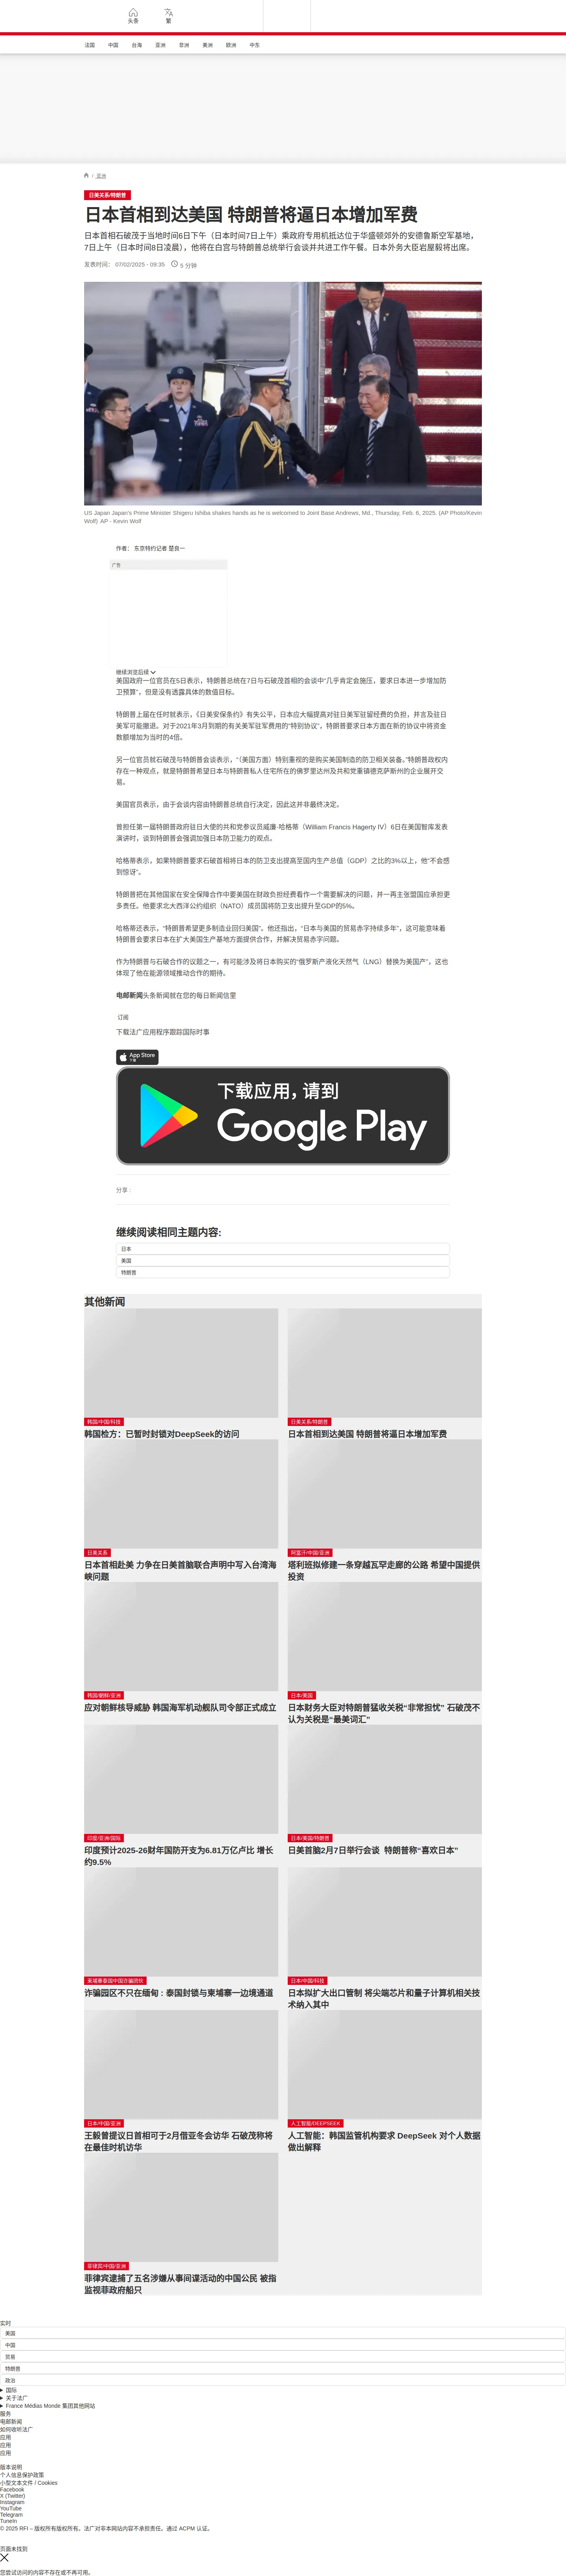 头条
繁
法国 中国 台海 亚洲 非洲 美洲 欧洲 中东
/ 亚洲
日美关系/特朗普
日本首相到达美国 特朗普将逼日本增加军费
日本首相石破茂于当地时间6日下午（日本时间7日上午）乘政府专用机抵达位于华盛顿郊外的安德鲁斯空军基地，
7日上午（日本时间8日凌晨），他将在白宫与特朗普总统举行会谈并共进工作午餐。日本外务大臣岩屋毅将出席。
发表时间： 07/02/2025 - 09:35 5 分钟
US Japan Japan's Prime Minister Shigeru Ishiba shakes hands as he is welcomed to Joint Base Andrews, Md., Thursday, Feb. 6, 2025. (AP Photo/Kevin
Wolf) AP - Kevin Wolf
作者： 东京特约记者 楚良一
广告
继续浏览后续
美国政府一位官员在5日表示，特朗普总统在7日与石破茂首相的会谈中“几乎肯定会施压，要求日本进一步增加防
卫预算”，但是没有透露具体的数值目标。
特朗普上届在任时就表示，《日美安保条约》有失公平，日本应大幅提高对驻日美军驻留经费的负担，并言及驻日
美军可能撤退。对于2021年3月到期的有关美军驻军费用的“特别协议”，特朗普要求日本方面在新的协议中将资金
数额增加为当时的4倍。
另一位官员就石破茂与特朗普会谈表示，“（美国方面）特别重视的是购买美国制造的防卫相关装备。”特朗普政权内
存在一种观点，就是特朗普希望日本与特朗普私人住宅所在的佛罗里达州及共和党重镇德克萨斯州的企业展开交
易。
美国官员表示，由于会谈内容由特朗普总统自行决定，因此这并非最终决定。
曾担任第一届特朗普政府驻日大使的共和党参议员威廉·哈格蒂（William Francis Hagerty IV）6日在美国智库发表
演讲时，谈到特朗普会强调加强日本防卫能力的观点。
哈格蒂表示，如果特朗普要求石破首相将日本的防卫支出提高至国内生产总值（GDP）之比的3%以上，他“不会感
到惊讶”。
特朗普把在其他国家在安全保障合作中要美国在财政负担经费看作一个需要解决的问题，并一再主张盟国应承担更
多责任。他要求北大西洋公约组织（NATO）成员国将防卫支出提升至GDP的5%。
哈格蒂还表示，“特朗普希望更多制造业回归美国”。他还指出，“日本与美国的贸易赤字持续多年”，这可能意味着
特朗普会要求日本在扩大美国生产基地方面提供合作，并解决贸易赤字问题。
作为特朗普与石破合作的议题之一，有可能涉及将日本购买的“俄罗斯产液化天然气（LNG）替换为美国产”，这也
体现了他在能源领域推动合作的期待。
电邮新闻头条新闻就在您的每日新闻信里
订阅
下载法广应用程序跟踪国际时事
App Store
下载
下载应用，请到
Google Play
分享 :
继续阅读相同主题内容:
日本
美国
特朗普
其他新闻
韩国/中国/科技
韩国检方：已暂时封锁对DeepSeek的访问
日美关系/特朗普
日本首相到达美国 特朗普将逼日本增加军费
日美关系
日本首相赴美 力争在日美首脑联合声明中写入台湾海
峡问题
阿富汗/中国/亚洲
塔利班拟修建一条穿越瓦罕走廊的公路 希望中国提供
投资
韩国/朝鲜/亚洲
应对朝鲜核导威胁 韩国海军机动舰队司令部正式成立
日本/美国
日本财务大臣对特朗普猛收关税“非常担忧” 石破茂不
认为关税是“最美词汇”
印度/亚洲/国际
印度预计2025-26财年国防开支为6.81万亿卢比 增长
约9.5%
日本/美国/特朗普
日美首脑2月7日举行会谈 特朗普称“喜欢日本”
柬埔寨泰国中国诈骗团伙
诈骗园区不只在缅甸 : 泰国封锁与柬埔寨一边境通道
日本/中国/科技
日本拟扩大出口管制 将尖端芯片和量子计算机相关技
术纳入其中
日本/中国/亚洲
王毅曾提议日首相可于2月借亚冬会访华 石破茂称将
在最佳时机访华
人工智能/DEEPSEEK
人工智能：韩国监管机构要求 DeepSeek 对个人数据
做出解释
菲律宾/中国/亚洲
菲律宾逮捕了五名涉嫌从事间谍活动的中国公民 被指
监视菲政府船只
实时
美国
中国
贸易
特朗普
政治
国际
关于法广
France Médias Monde 集团其他网站
服务
电邮新闻
如何收听法广
应用
应用
应用
版本说明
个人信息保护政策
小型文本文件 / Cookies
Facebook
X (Twitter)
Instagram
YouTube
Telegram
TuneIn
© 2025 RFI – 版权所有版权所有。法广对非本网站内容不承担责任。通过 ACPM 认证。
页面未找到
您尝试访问的内容不存在或不再可用。